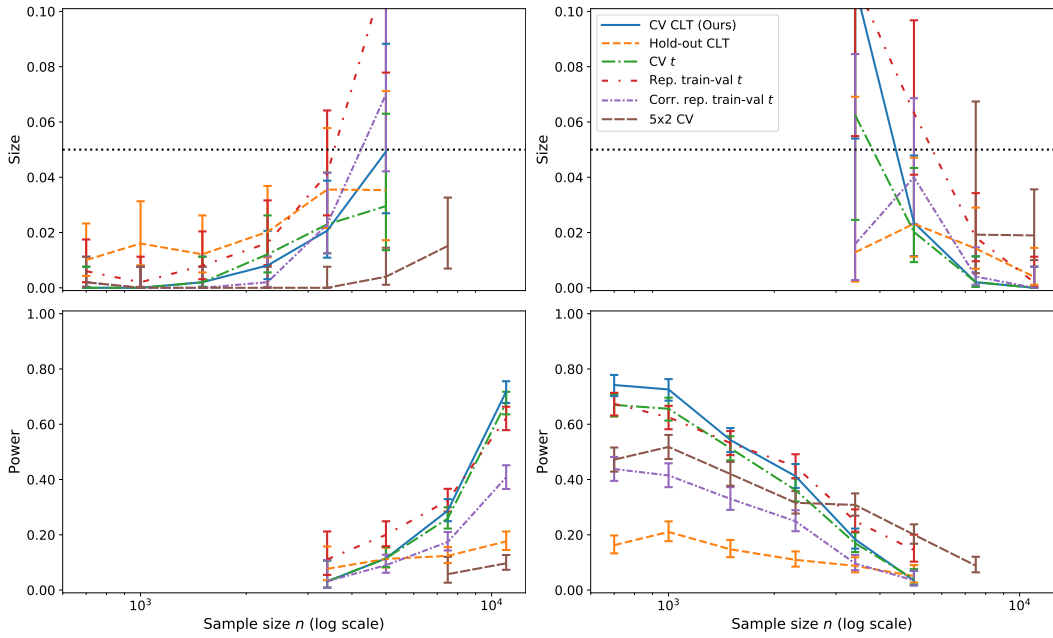 0.10
0.08
0.06
0.04
0.02
0.00
Size
0.10
0.08
0.06
0.04
0.02
0.00
Size
CV CLT (Ours)
Hold-out CLT
CV t
Rep. train-val t
Corr. rep. train-val t
5x2 CV
1.00
0.80
0.60
0.40
0.20
0.00
Power
10³
10⁴
Sample size n (log scale)
1.00
0.80
0.60
0.40
0.20
0.00
Power
10³
10⁴
Sample size n (log scale)